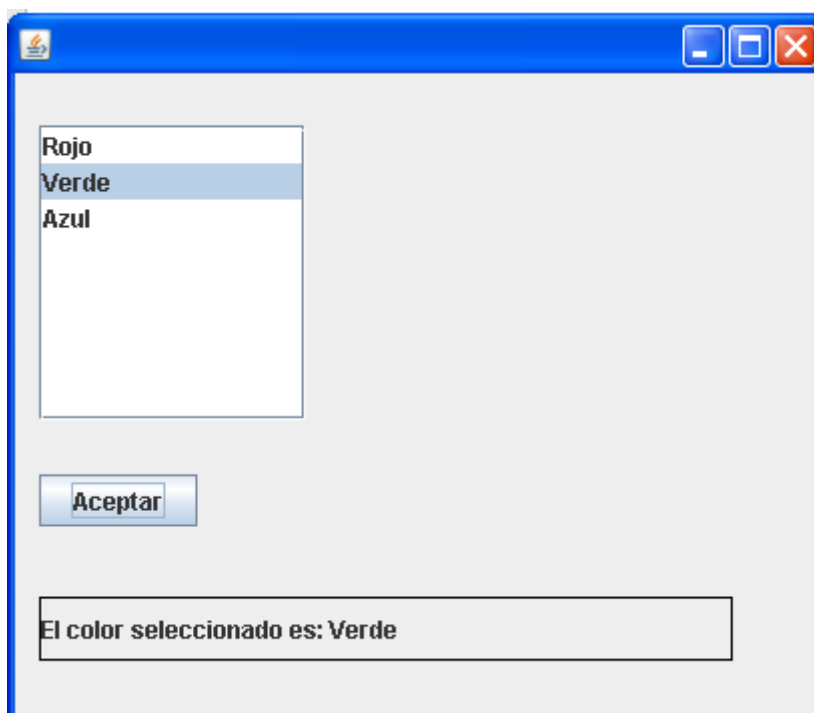 Rojo
Verde
Azul
Aceptar
El color seleccionado es: Verde